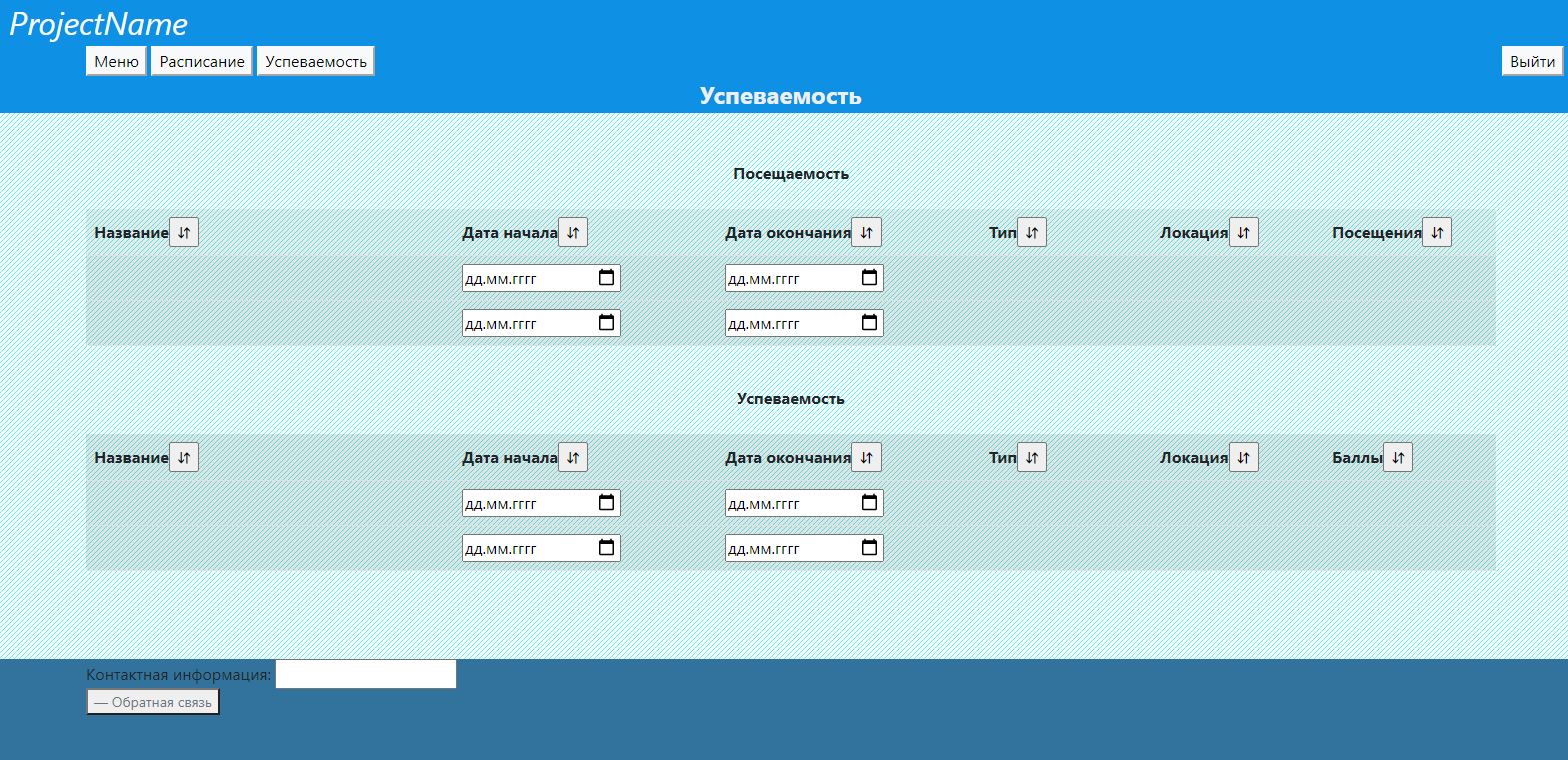 ProjectName
Меню Расписание Успеваемость Выйти
Успеваемость
Посещаемость
Название Дата начала Дата окончания Тип Локация Посещения
дд.мм.гггг дд.мм.гггг
дд.мм.гггг дд.мм.гггг
Успеваемость
Название Дата начала Дата окончания Тип Локация Баллы
дд.мм.гггг дд.мм.гггг
дд.мм.гггг дд.мм.гггг
Контактная информация:
— Обратная связь